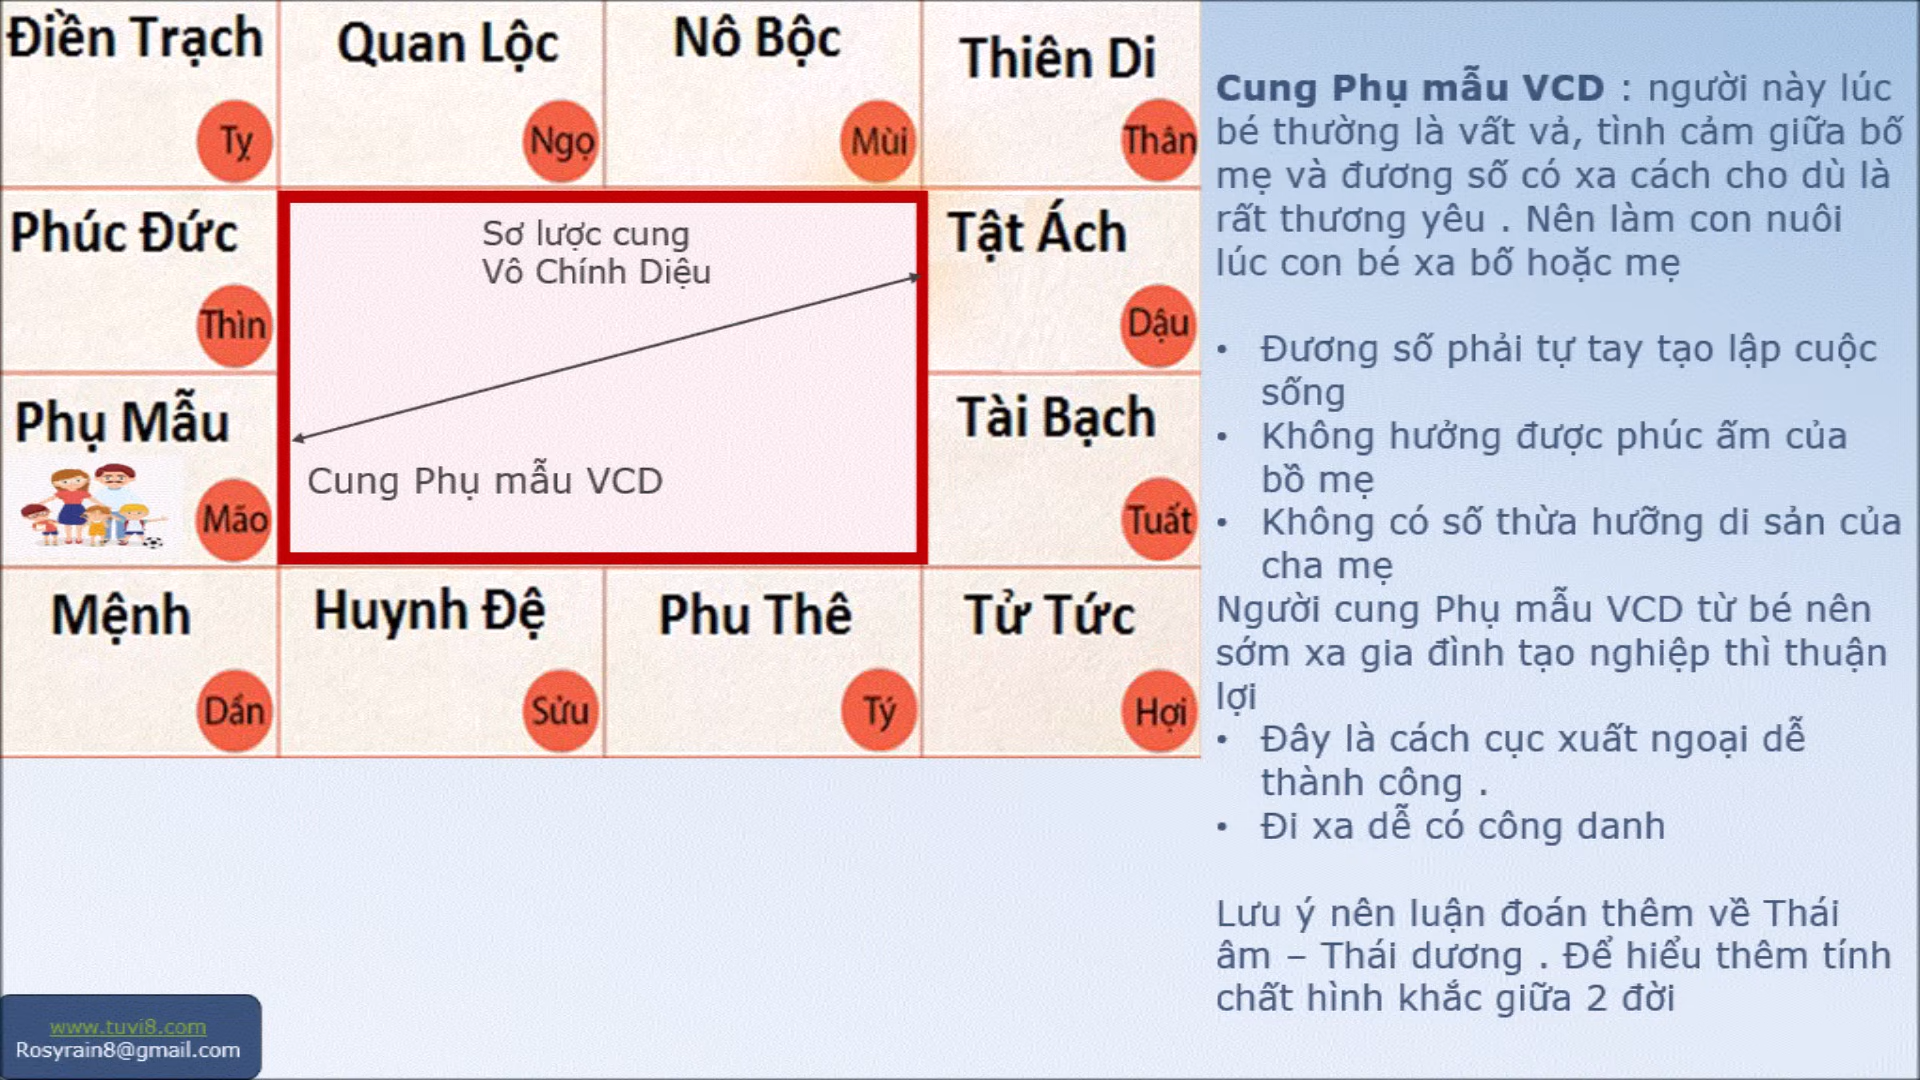 Điền Trạch
Tỵ
Quan Lộc
Ngọ
Nô Bộc
Mùi
Thiên Di
Thân
Phúc Đức
Thìn
Sơ lược cung
Vô Chính Diệu
Tật Ách
Dậu
Phụ Mẫu
Mão
Cung Phụ mẫu VCD
Tài Bạch
Tuất
Mệnh
Dần
Huynh Đệ
Sửu
Phu Thê
Tý
Tử Tức
Hợi
Cung Phụ mẫu VCD : người này lúc
bé thường là vất vả, tình cảm giữa bố
mẹ và đương số có xa cách cho dù là
rất thương yêu . Nên làm con nuôi
lúc con bé xa bố hoặc mẹ
• Đương số phải tự tay tạo lập cuộc
sống
• Không hưởng được phúc ấm của
bồ mẹ
• Không có số thừa hưỡng di sản của
cha mẹ
Người cung Phụ mẫu VCD từ bé nên
sớm xa gia đình tạo nghiệp thì thuận
lợi
• Đây là cách cục xuất ngoại dễ
thành công .
• Đi xa dễ có công danh
Lưu ý nên luận đoán thêm về Thái
âm – Thái dương . Để hiểu thêm tính
chất hình khắc giữa 2 đời
www.tuvi8.com
Rosyrain8@gmail.com